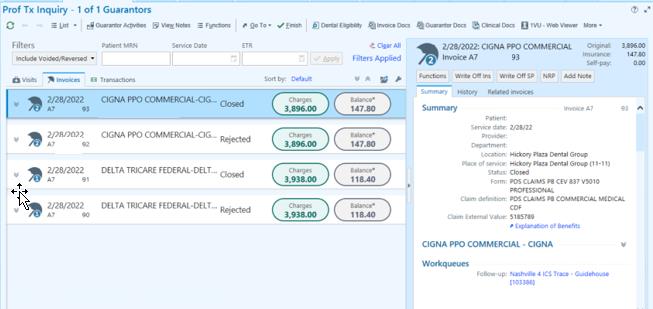 Prof Tx Inquiry - 1 of 1 Guarantors
List Guarantor Activities View Notes Functions Go To Finish Dental Eligibility Invoice Docs Guarantor Docs Clinical Docs 1VU - Web Viewer More
Filters Patient MRN Service Date ETR Clear All
Include Voided/Reversed Apply Filters Applied
Visits Invoices Transactions Sort by: Default
2/28/2022 CIGNA PPO COMMERCIAL-CIG... Closed Charges 3,896.00 Balance* 147.80
A7 93
2/28/2022 CIGNA PPO COMMERCIAL-CIG... Rejected Charges 3,896.00 Balance* 147.80
A7 92
2/28/2022 DELTA TRICARE FEDERAL-DELT... Closed Charges 3,938.00 Balance* 118.40
A7 91
2/28/2022 DELTA TRICARE FEDERAL-DELT... Rejected Charges 3,938.00 Balance* 118.40
A7 90
2/28/2022: CIGNA PPO COMMERCIAL
Invoice A7 93
Original: 3,896.00
Insurance: 147.80
Self-pay: 0.00
Functions Write Off Ins Write Off SP NRP Add Note
Summary History Related invoices
Summary Invoice A7 93
Patient:
Service date: 2/28/22
Provider:
Department:
Location: Hickory Plaza Dental Group
Place of service: Hickory Plaza Dental Group (11-11)
Status: Closed
Form: PDS CLAIMS PB CEV 837 V5010
PROFESSIONAL
Claim definition: PDS CLAIMS PB COMMERCIAL MEDICAL
CDF
Claim External Value: 5185789
Explanation of Benefits
CIGNA PPO COMMERCIAL - CIGNA
Workqueues
Follow-up: Nashville 4 ICS Trace - Guidehouse
[103386]